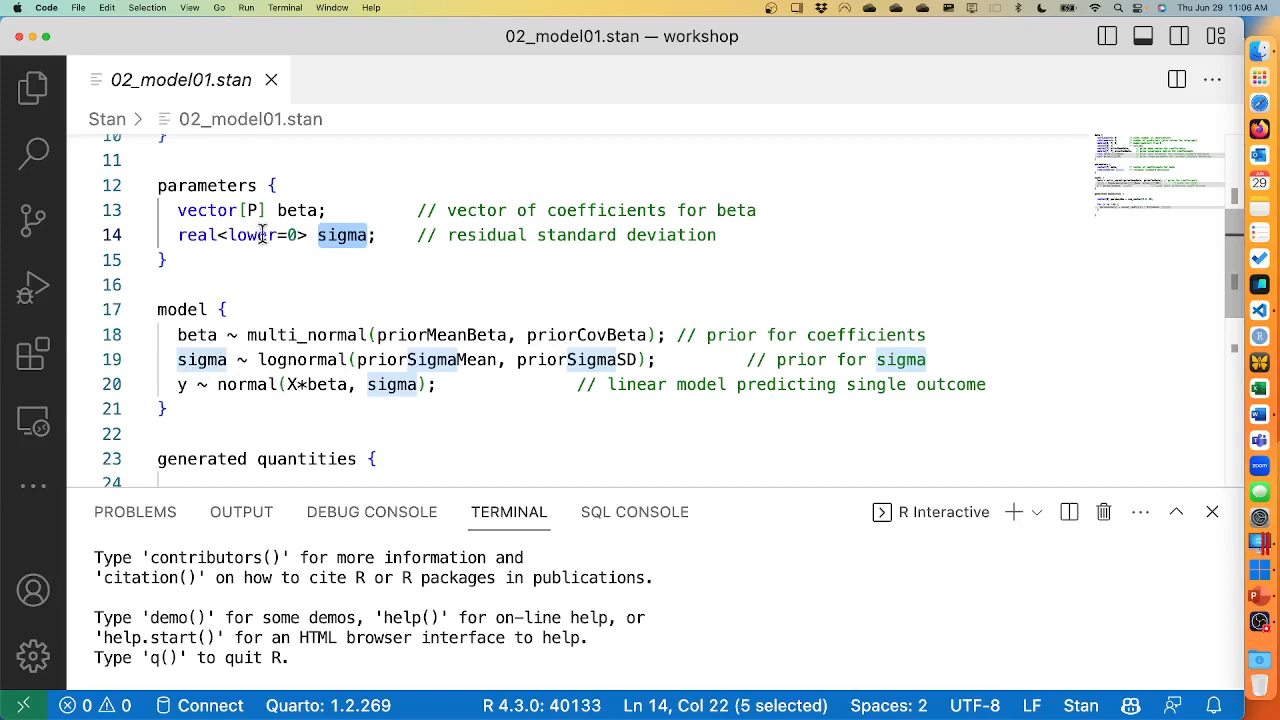 Code File Edit Selection View Go Run Terminal Window Help Thu Jun 29 11:06 AM
02_model01.stan — workshop
02_model01.stan
Stan > 02_model01.stan
10 }
11
12 parameters {
13 vector[P] beta; // vector of coefficients for beta
14 real<lower=0> sigma; // residual standard deviation
15 }
16
17 model {
18 beta ~ multi_normal(priorMeanBeta, priorCovBeta); // prior for coefficients
19 sigma ~ lognormal(priorSigmaMean, priorSigmaSD); // prior for sigma
20 y ~ normal(X*beta, sigma); // linear model predicting single outcome
21 }
22
23 generated quantities {
24
PROBLEMS OUTPUT DEBUG CONSOLE TERMINAL SQL CONSOLE R Interactive
Type 'contributors()' for more information and
'citation()' on how to cite R or R packages in publications.
Type 'demo()' for some demos, 'help()' for on-line help, or
'help.start()' for an HTML browser interface to help.
Type 'q()' to quit R.
0 0 Connect Quarto: 1.2.269 R 4.3.0: 40133 Ln 14, Col 22 (5 selected) Spaces: 2 UTF-8 LF Stan